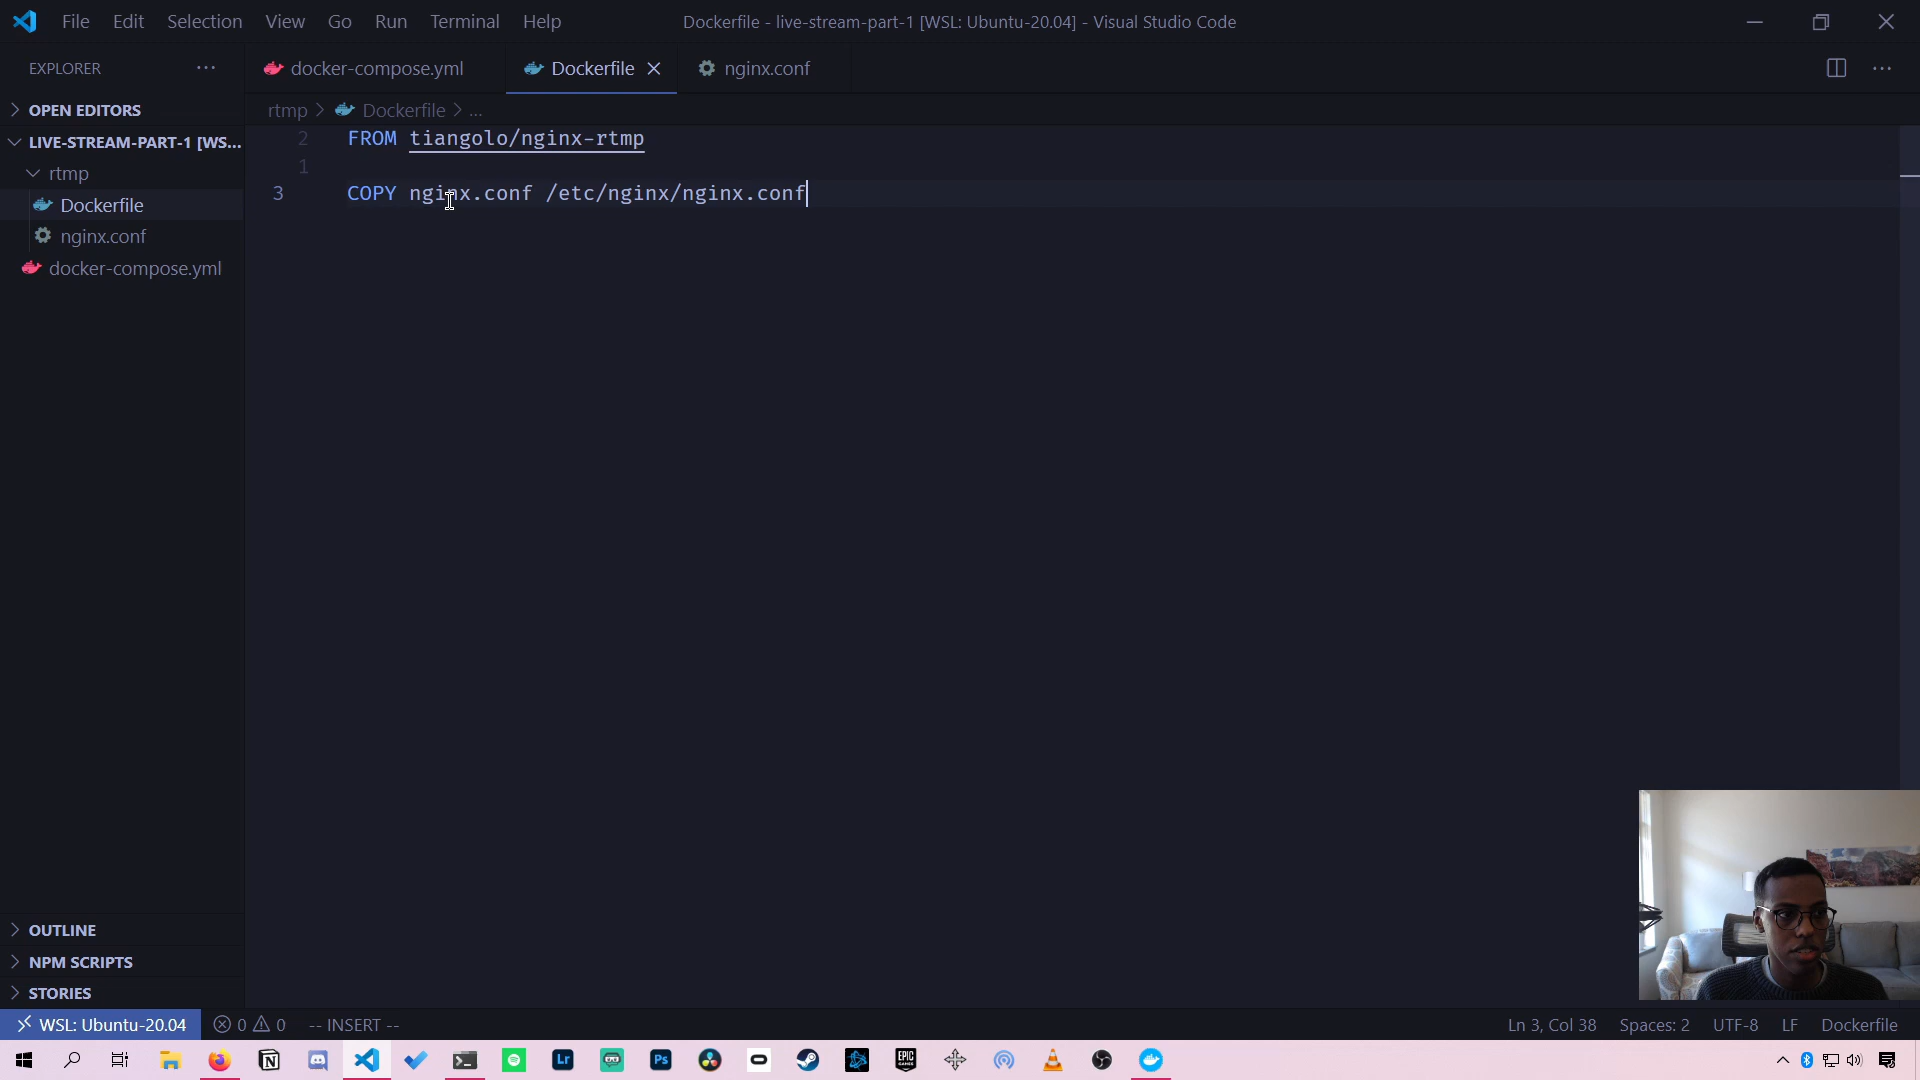 File Edit Selection View Go Run Terminal Help
Dockerfile - live-stream-part-1 [WSL: Ubuntu-20.04] - Visual Studio Code
EXPLORER
docker-compose.yml
Dockerfile
nginx.conf
OPEN EDITORS
rtmp > Dockerfile > ...
LIVE-STREAM-PART-1 [WS...
rtmp
Dockerfile
nginx.conf
docker-compose.yml
2 FROM tiangolo/nginx-rtmp
1
3 COPY nginx.conf /etc/nginx/nginx.conf
OUTLINE
NPM SCRIPTS
STORIES
WSL: Ubuntu-20.04 0 0 -- INSERT --
Ln 3, Col 38 Spaces: 2 UTF-8 LF Dockerfile
Lr
Ps
EPIC GAMES